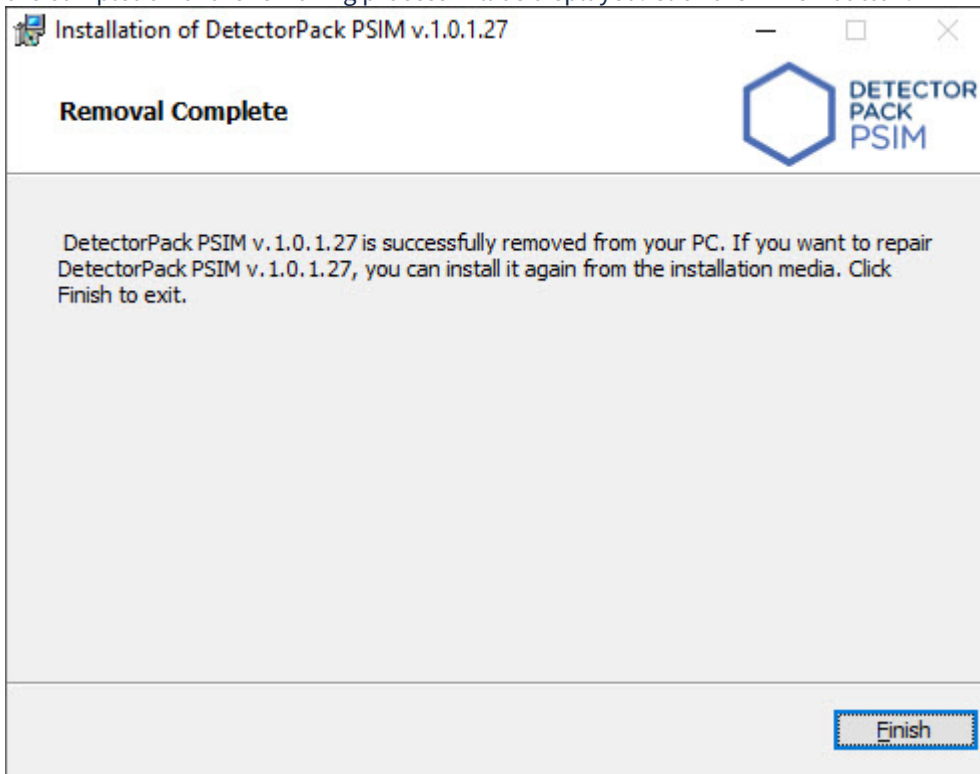 Installation of DetectorPack PSIM v.1.0.1.27
Removal Complete
DETECTOR
PACK
PSIM
DetectorPack PSIM v.1.0.1.27 is successfully removed from your PC. If you want to repair
DetectorPack PSIM v.1.0.1.27, you can install it again from the installation media. Click
Finish to exit.
Finish